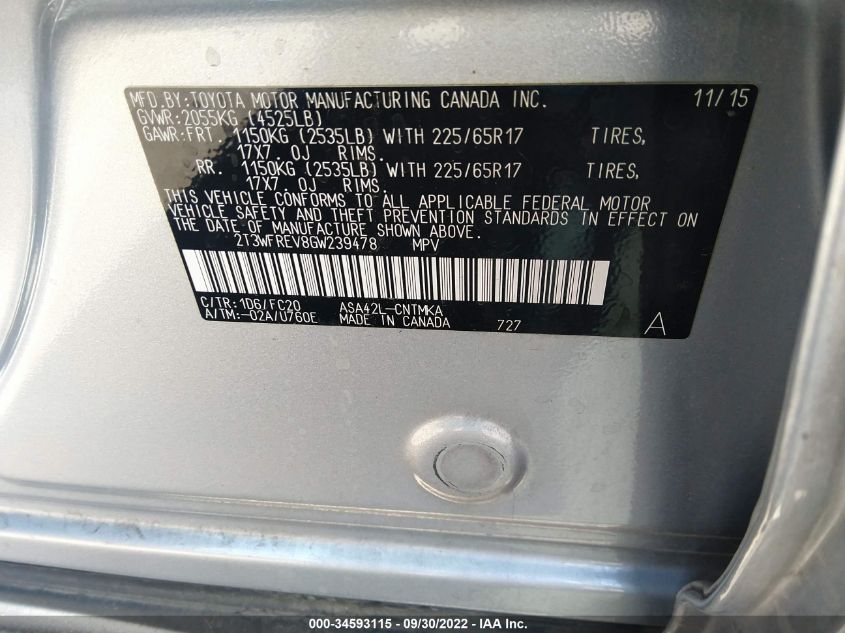 MFD.BY:TOYOTA MOTOR MANUFACTURING CANADA INC. 11/15
GVWR:2055KG (4525LB)
GAWR:FRT. 1150KG (2535LB) WITH 225/65R17 TIRES,
17X7.0J RIMS.
RR. 1150KG (2535LB) WITH 225/65R17 TIRES,
17X7.0J RIMS.
THIS VEHICLE CONFORMS TO ALL APPLICABLE FEDERAL MOTOR
VEHICLE SAFETY AND THEFT PREVENTION STANDARDS IN EFFECT ON
THE DATE OF MANUFACTURE SHOWN ABOVE.
2T3WFREV8GW239478 MPV
C/TR:1D6/FC20 ASA42L-CNTMKA
A/TM:-02A/U760E MADE IN CANADA 727 A
000-34593115 - 09/30/2022 - IAA Inc.